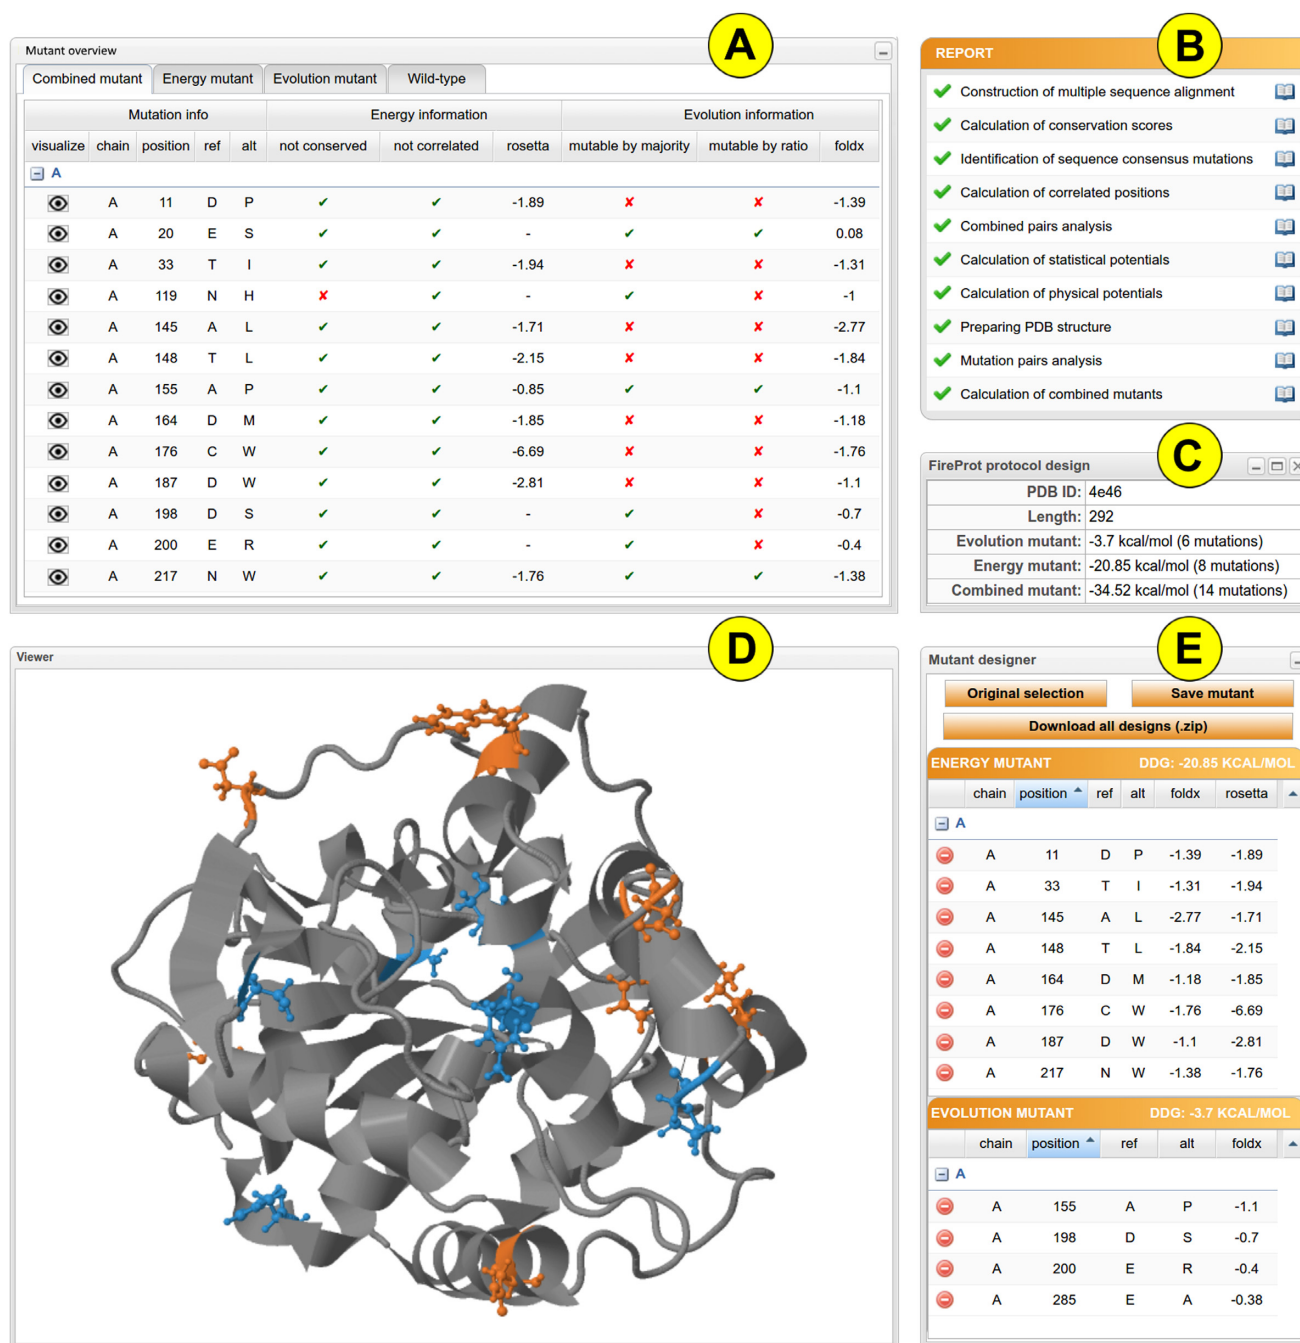 A
Mutant overview
Combined mutant Energy mutant Evolution mutant Wild-type
Mutation info Energy information Evolution information
visualize chain position ref alt not conserved not correlated rosetta mutable by majority mutable by ratio foldx
A
A 11 D P ✔ ✔ -1.89 ✘ ✘ -1.39
A 20 E S ✔ ✔ - ✔ ✔ 0.08
A 33 T I ✔ ✔ -1.94 ✘ ✘ -1.31
A 119 N H ✘ ✔ - ✔ ✘ -1
A 145 A L ✔ ✔ -1.71 ✘ ✘ -2.77
A 148 T L ✔ ✔ -2.15 ✘ ✘ -1.84
A 155 A P ✔ ✔ -0.85 ✔ ✔ -1.1
A 164 D M ✔ ✔ -1.85 ✘ ✘ -1.18
A 176 C W ✔ ✔ -6.69 ✘ ✘ -1.76
A 187 D W ✔ ✔ -2.81 ✘ ✘ -1.1
A 198 D S ✔ ✔ - ✔ ✘ -0.7
A 200 E R ✔ ✔ - ✔ ✘ -0.4
A 217 N W ✔ ✔ -1.76 ✔ ✔ -1.38
B
REPORT
Construction of multiple sequence alignment
Calculation of conservation scores
Identification of sequence consensus mutations
Calculation of correlated positions
Combined pairs analysis
Calculation of statistical potentials
Calculation of physical potentials
Preparing PDB structure
Mutation pairs analysis
Calculation of combined mutants
C
FireProt protocol design
PDB ID: 4e46
Length: 292
Evolution mutant: -3.7 kcal/mol (6 mutations)
Energy mutant: -20.85 kcal/mol (8 mutations)
Combined mutant: -34.52 kcal/mol (14 mutations)
D
Viewer
E
Mutant designer
Original selection Save mutant
Download all designs (.zip)
ENERGY MUTANT DDG: -20.85 KCAL/MOL
chain position ref alt foldx rosetta
A
A 11 D P -1.39 -1.89
A 33 T I -1.31 -1.94
A 145 A L -2.77 -1.71
A 148 T L -1.84 -2.15
A 164 D M -1.18 -1.85
A 176 C W -1.76 -6.69
A 187 D W -1.1 -2.81
A 217 N W -1.38 -1.76
EVOLUTION MUTANT DDG: -3.7 KCAL/MOL
chain position ref alt foldx
A
A 155 A P -1.1
A 198 D S -0.7
A 200 E R -0.4
A 285 E A -0.38